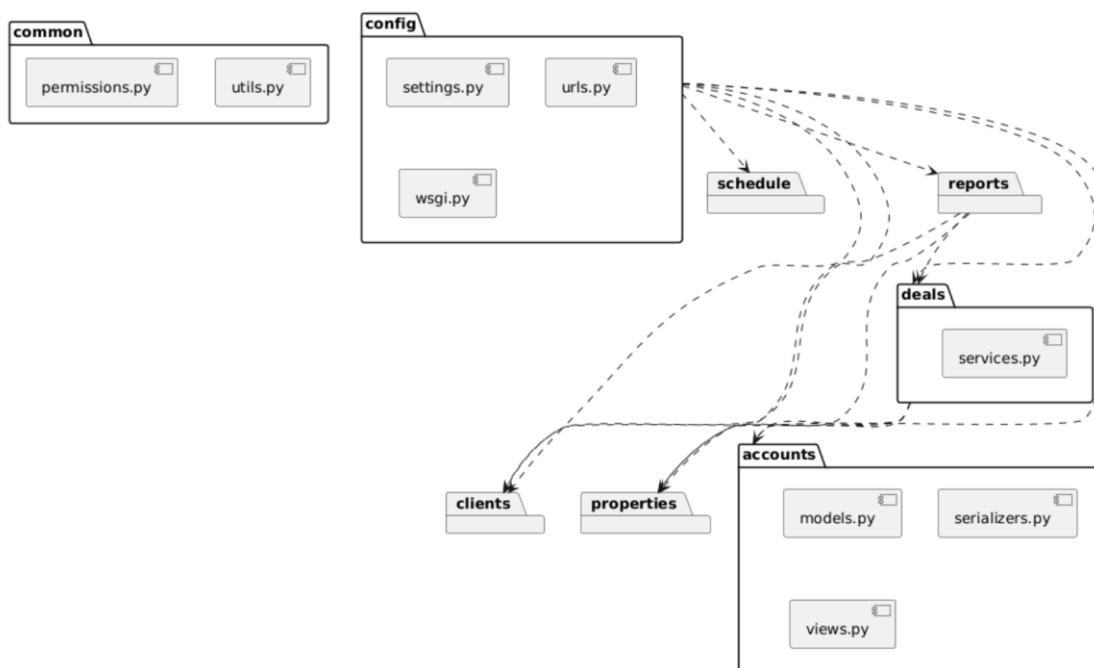 common
permissions.py
utils.py
config
settings.py
urls.py
wsgi.py
schedule
reports
deals
services.py
clients
properties
accounts
models.py
serializers.py
views.py